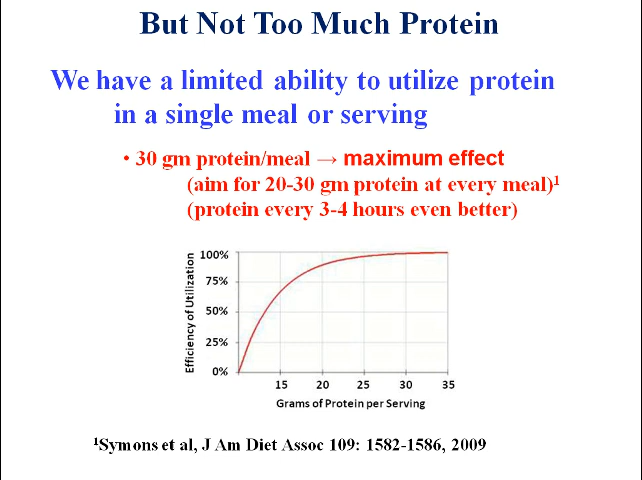 But Not Too Much Protein
We have a limited ability to utilize protein
in a single meal or serving
• 30 gm protein/meal → maximum effect
(aim for 20-30 gm protein at every meal)¹
(protein every 3-4 hours even better)
Efficiency of Utilization
100%
75%
50%
25%
0%
15 20 25 30 35
Grams of Protein per Serving
¹Symons et al, J Am Diet Assoc 109: 1582-1586, 2009